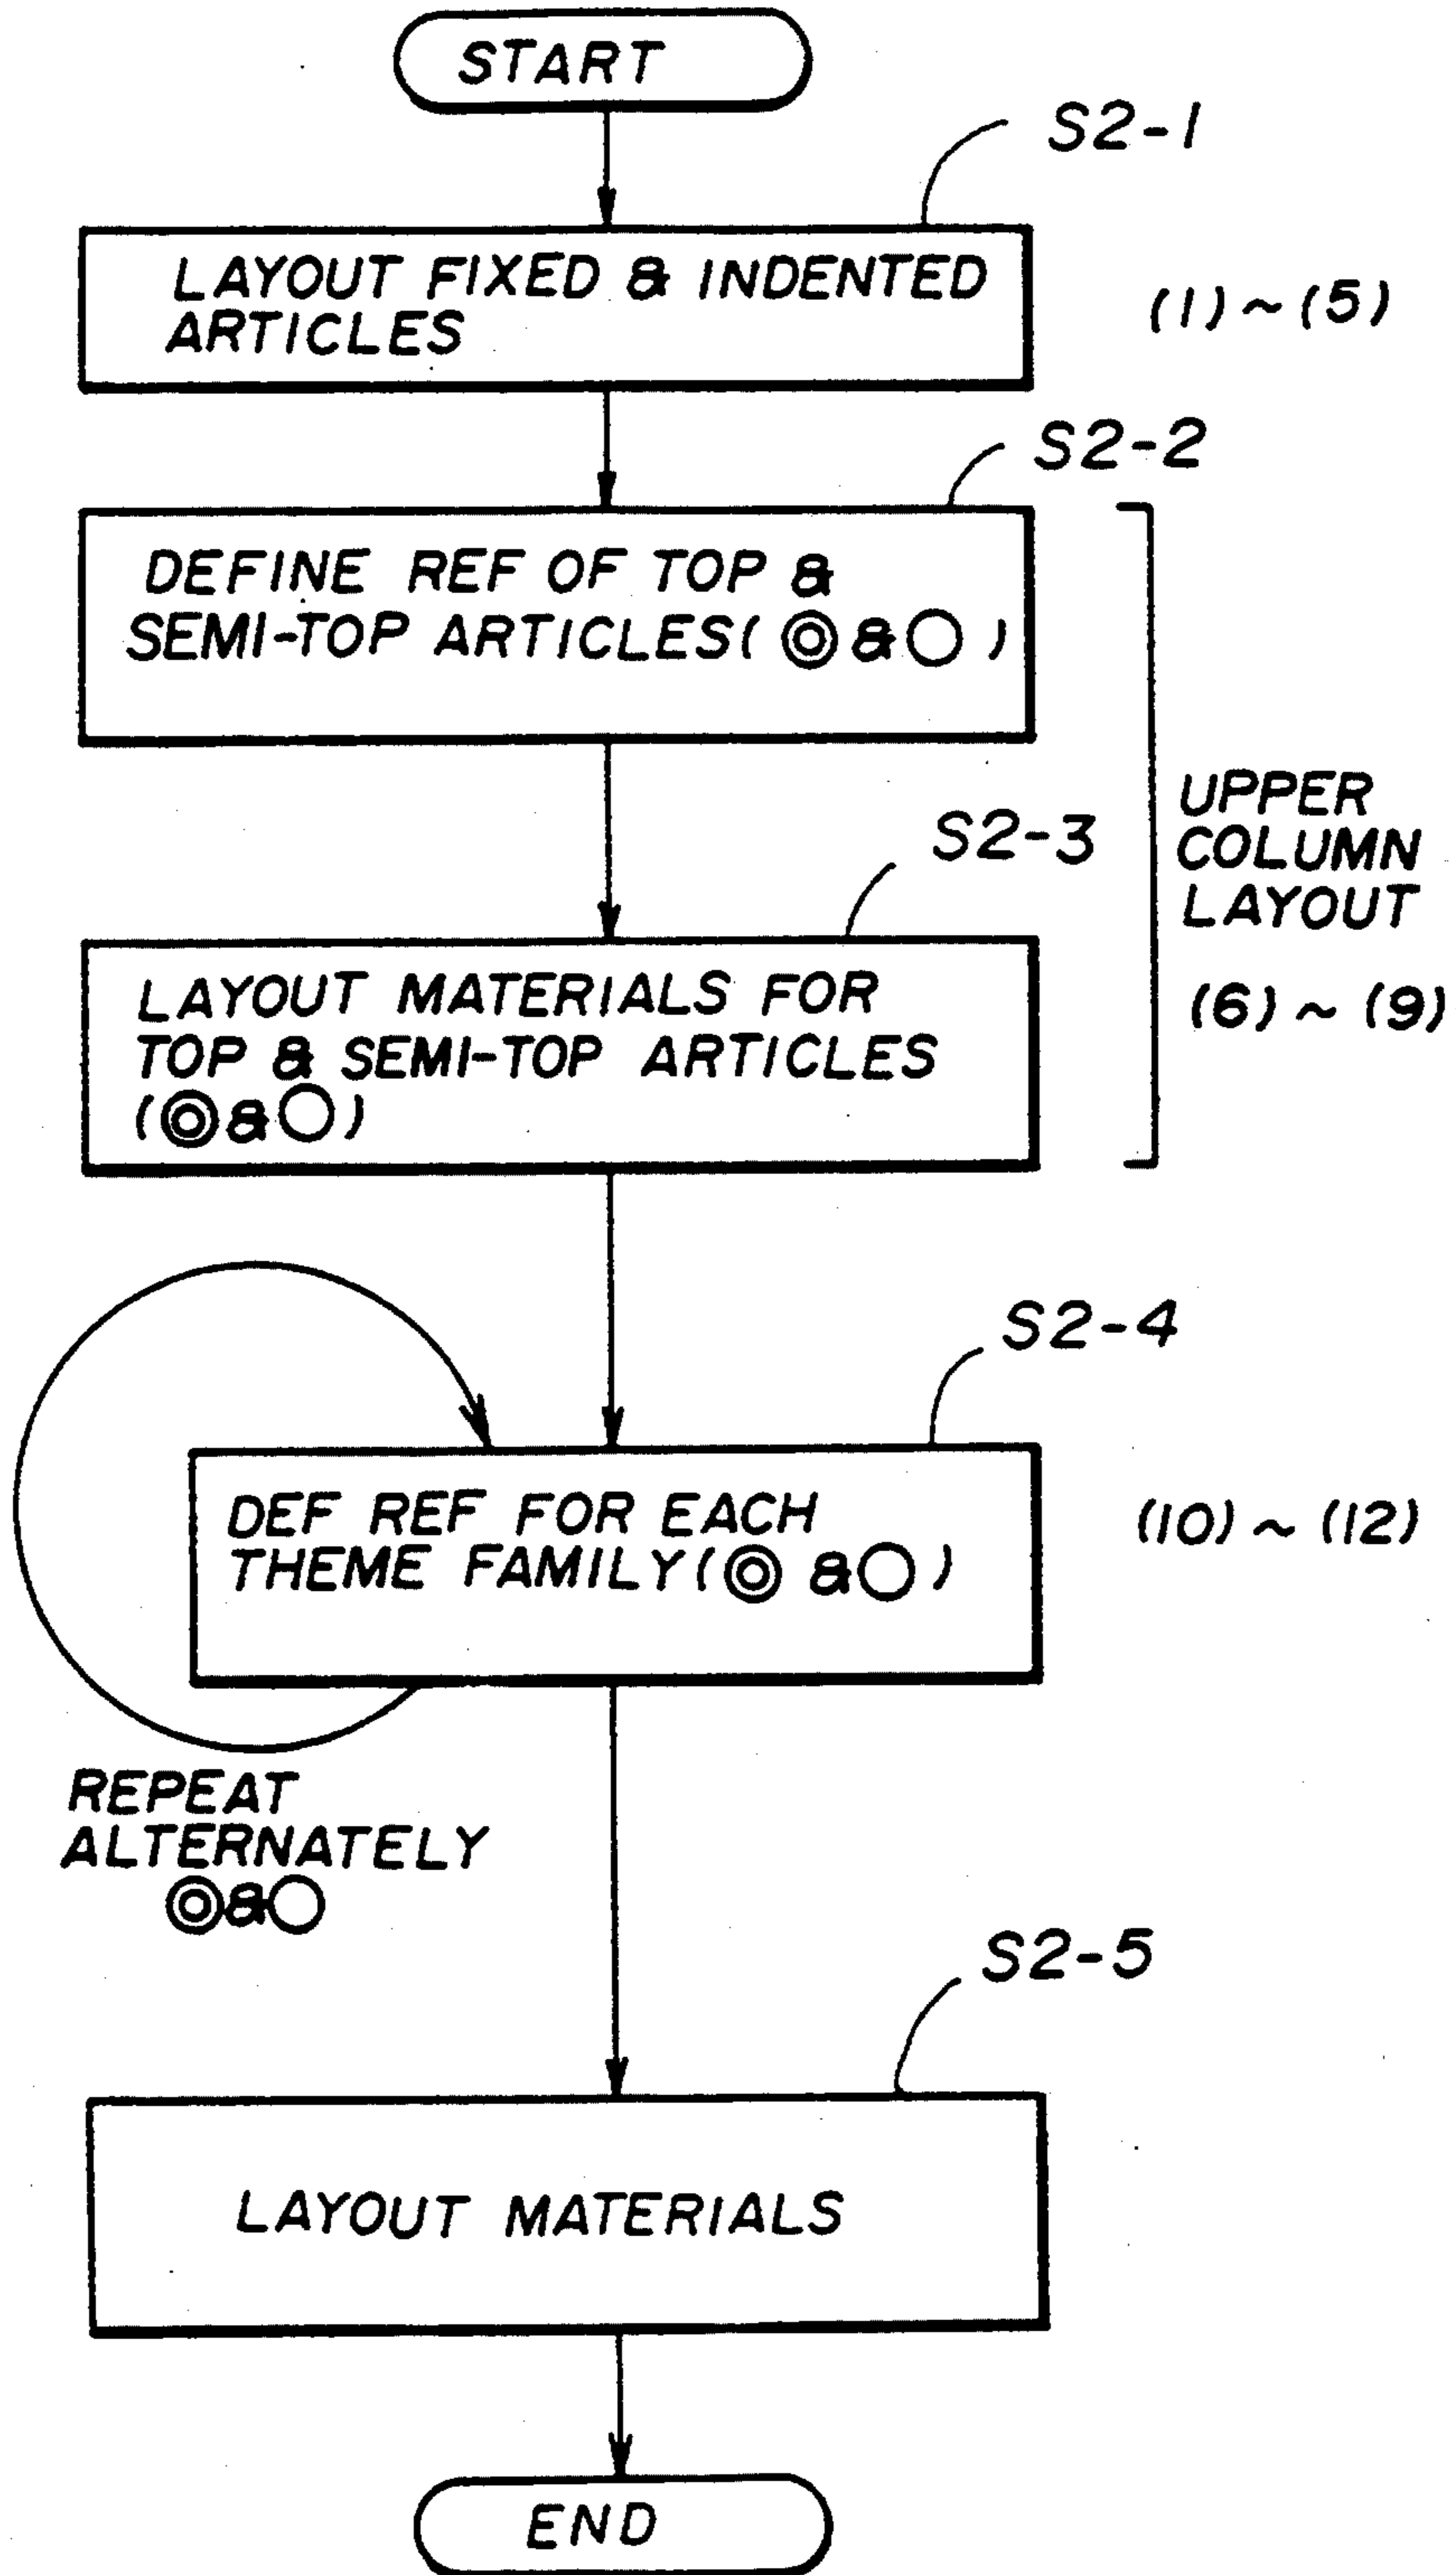 START
S2-1
LAYOUT FIXED & INDENTED
ARTICLES
(1) ~ (5)
S2-2
DEFINE REF OF TOP &
SEMI-TOP ARTICLES(◎&○)
UPPER
COLUMN
LAYOUT
(6) ~ (9)
S2-3
LAYOUT MATERIALS FOR
TOP & SEMI-TOP ARTICLES
(◎&○)
S2-4
DEF REF FOR EACH
THEME FAMILY(◎ &○)
(10) ~ (12)
REPEAT
ALTERNATELY
◎&○
S2-5
LAYOUT MATERIALS
END